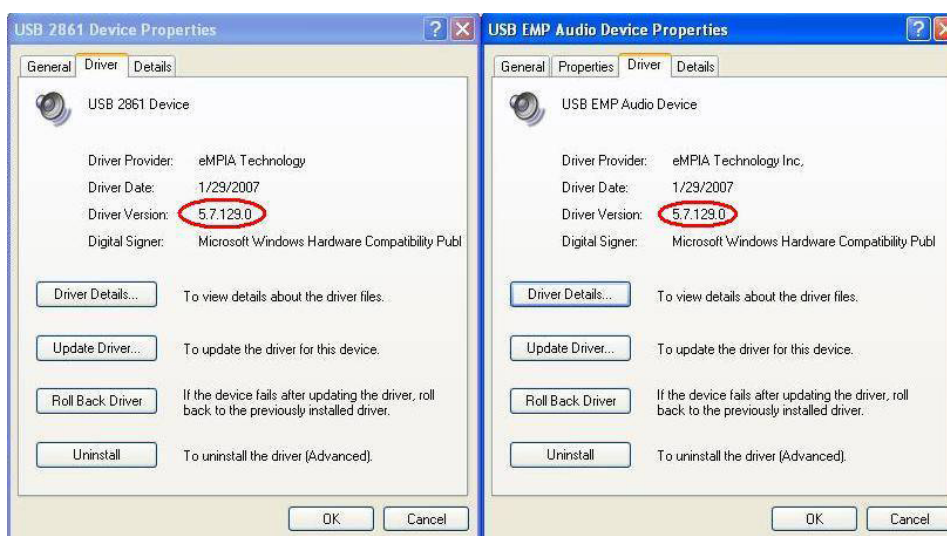 USB 2861 Device Properties
General Driver Details
USB 2861 Device
Driver Provider: eMPIA Technology
Driver Date: 1/29/2007
Driver Version: 5.7.129.0
Digital Signer: Microsoft Windows Hardware Compatibility Publ
Driver Details...
To view details about the driver files.
Update Driver...
To update the driver for this device.
Roll Back Driver
If the device fails after updating the driver, roll
back to the previously installed driver.
Uninstall
To uninstall the driver (Advanced).
OK Cancel
USB EMP Audio Device Properties
General Properties Driver Details
USB EMP Audio Device
Driver Provider: eMPIA Technology Inc,
Driver Date: 1/29/2007
Driver Version: 5.7.129.0
Digital Signer: Microsoft Windows Hardware Compatibility Publ
Driver Details...
To view details about the driver files.
Update Driver...
To update the driver for this device.
Roll Back Driver
If the device fails after updating the driver, roll
back to the previously installed driver.
Uninstall
To uninstall the driver (Advanced).
OK Cancel